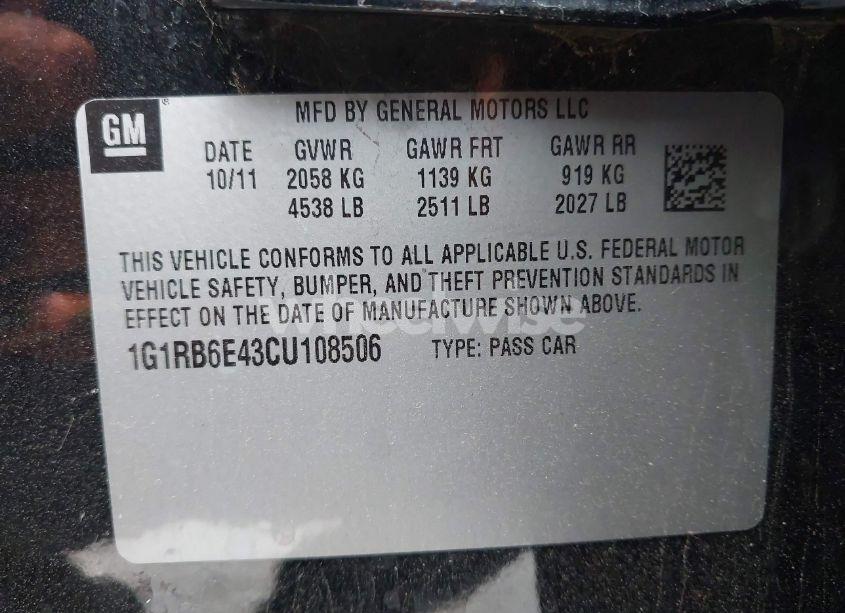 GM
MFD BY GENERAL MOTORS LLC
DATE GVWR GAWR FRT GAWR RR
10/11 2058 KG 1139 KG 919 KG
4538 LB 2511 LB 2027 LB
THIS VEHICLE CONFORMS TO ALL APPLICABLE U.S. FEDERAL MOTOR
VEHICLE SAFETY, BUMPER, AND THEFT PREVENTION STANDARDS IN
EFFECT ON THE DATE OF MANUFACTURE SHOWN ABOVE.
wheelwise
1G1RB6E43CU108506 TYPE: PASS CAR